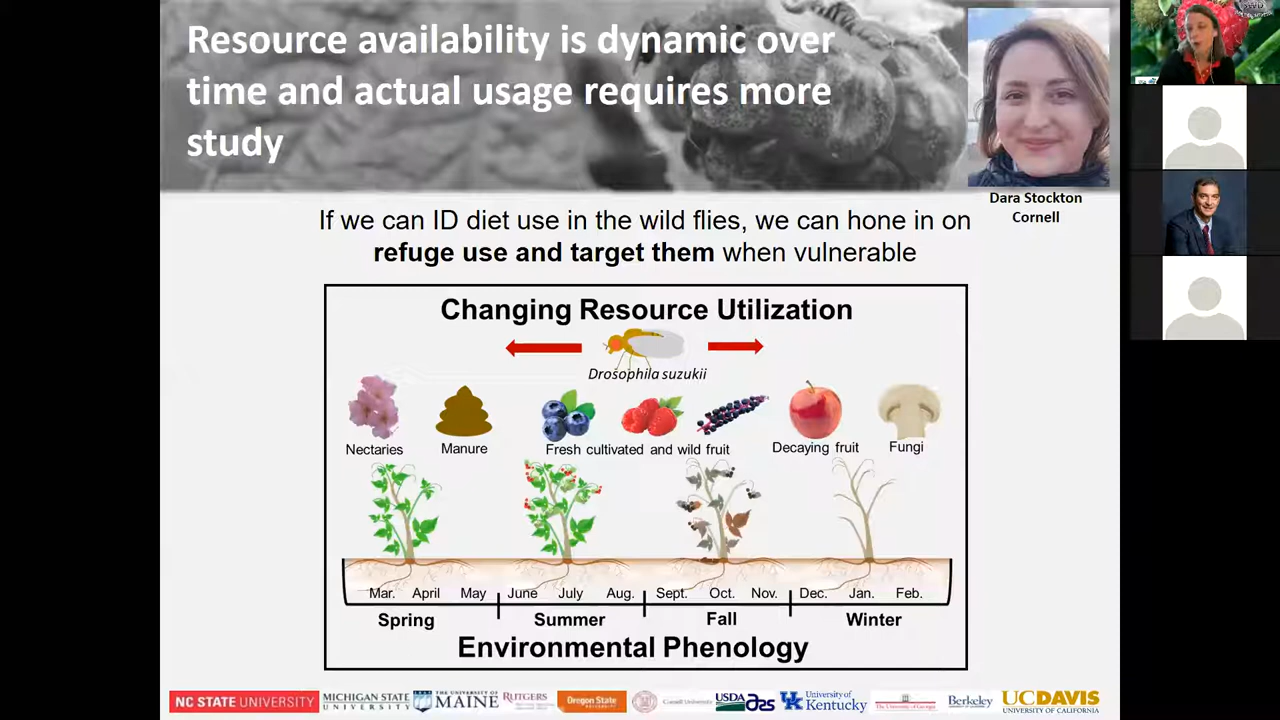 Resource availability is dynamic over
time and actual usage requires more
study
Dara Stockton
Cornell
If we can ID diet use in the wild flies, we can hone in on
refuge use and target them when vulnerable
Changing Resource Utilization
Drosophila suzukii
Nectaries
Manure
Fresh cultivated and wild fruit
Decaying fruit
Fungi
Mar. April May June July Aug. Sept. Oct. Nov. Dec. Jan. Feb.
Spring Summer Fall Winter
Environmental Phenology
NC STATE UNIVERSITY
MICHIGAN STATE
UNIVERSITY
THE UNIVERSITY OF
MAINE
RUTGERS
Oregon State
Cornell University
USDA
University of
Kentucky
Berkeley
UCDAVIS
UNIVERSITY OF CALIFORNIA